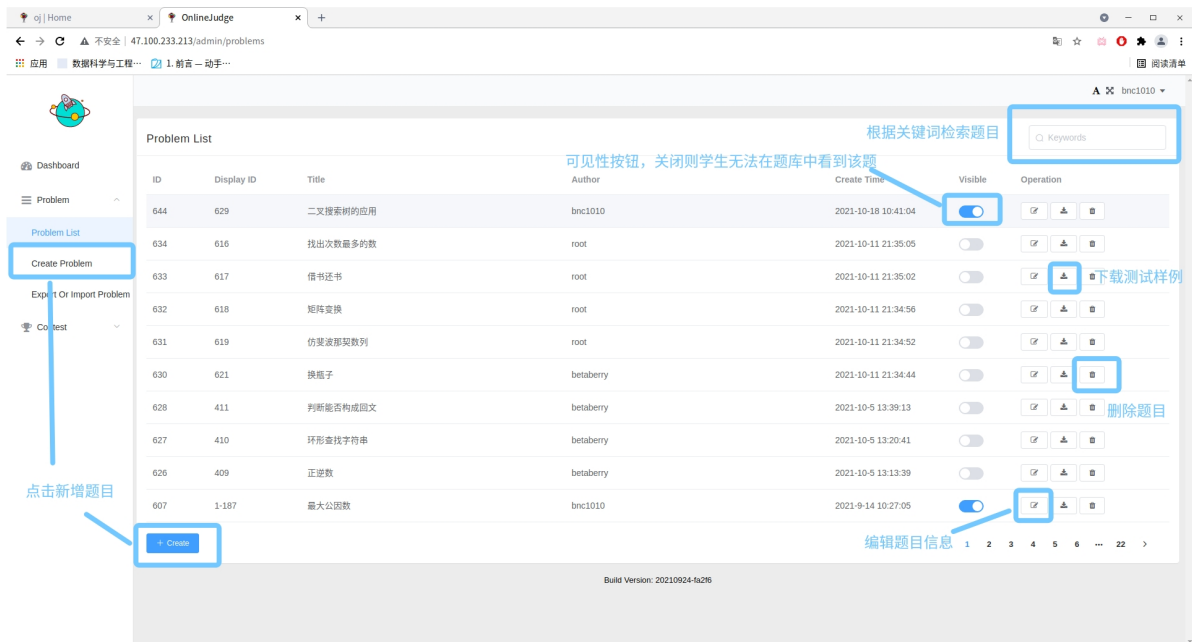 oj | Home
OnlineJudge
不安全 | 47.100.233.213/admin/problems
应用
数据科学与工程…
1. 前言 — 动手…
阅读清单
A bnc1010
Problem List
根据关键词检索题目
Keywords
可见性按钮，关闭则学生无法在题库中看到该题
Dashboard
Problem
Problem List
Create Problem
Export Or Import Problem
Contest
ID Display ID Title Author Create Time Visible Operation
644 629 二叉搜索树的应用 bnc1010 2021-10-18 10:41:04
634 616 找出次数最多的数 root 2021-10-11 21:35:05
633 617 借书还书 root 2021-10-11 21:35:02
下载测试样例
632 618 矩阵变换 root 2021-10-11 21:34:56
631 619 仿斐波那契数列 root 2021-10-11 21:34:52
630 621 换瓶子 betaberry 2021-10-11 21:34:44
628 411 判断能否构成回文 betaberry 2021-10-5 13:39:13
删除题目
627 410 环形查找字符串 betaberry 2021-10-5 13:20:41
626 409 正逆数 betaberry 2021-10-5 13:13:39
点击新增题目
607 1-187 最大公因数 bnc1010 2021-9-14 10:27:05
+ Create
编辑题目信息
1 2 3 4 5 6 ··· 22 >
Build Version: 20210924-fa2f6